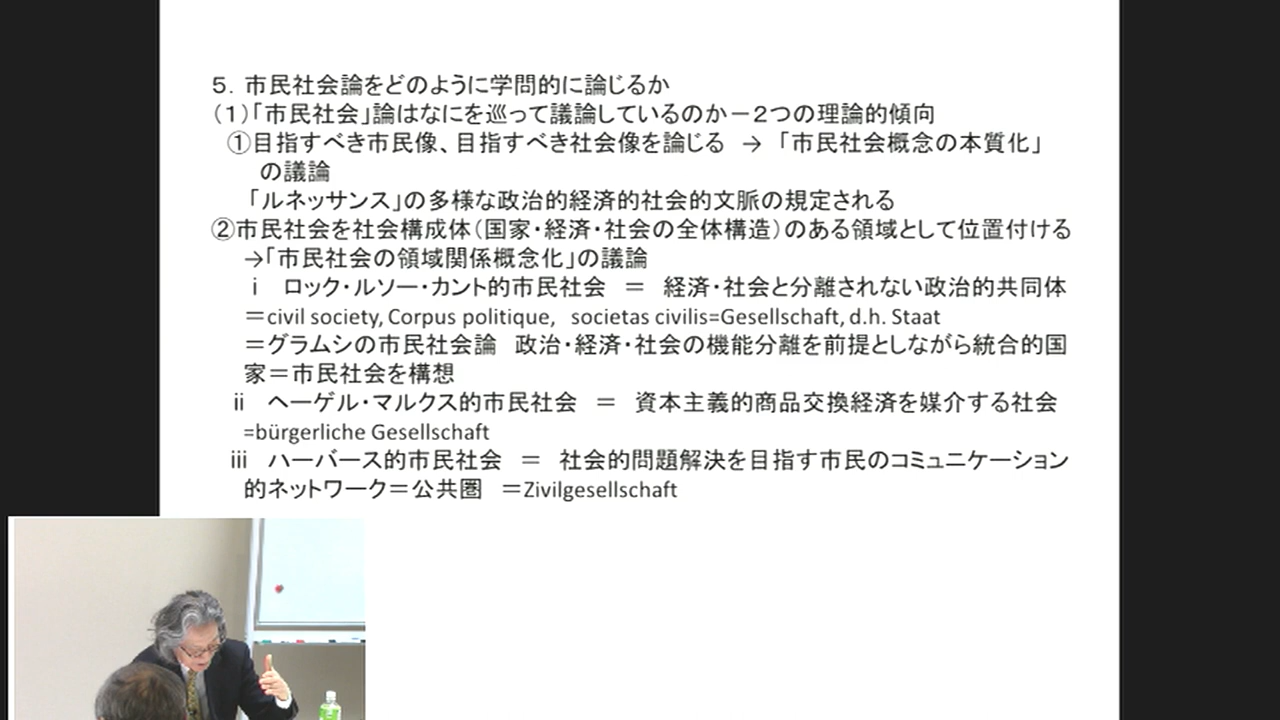 ５．市民社会論をどのように学問的に論じるか
（１）「市民社会」論はなにを巡って議論しているのか－２つの理論的傾向
①目指すべき市民像、目指すべき社会像を論じる → 「市民社会概念の本質化」
の議論
「ルネッサンス」の多様な政治的経済的社会的文脈の規定される
②市民社会を社会構成体（国家・経済・社会の全体構造）のある領域として位置付ける
→「市民社会の領域関係概念化」の議論
ⅰ ロック・ルソー・カント的市民社会 ＝ 経済・社会と分離されない政治的共同体
＝civil society, Corpus politique, societas civilis=Gesellschaft, d.h. Staat
＝グラムシの市民社会論 政治・経済・社会の機能分離を前提としながら統合的国
家＝市民社会を構想
ⅱ ヘーゲル・マルクス的市民社会 ＝ 資本主義的商品交換経済を媒介する社会
=bürgerliche Gesellschaft
ⅲ ハーバース的市民社会 ＝ 社会的問題解決を目指す市民のコミュニケーション
的ネットワーク＝公共圏 ＝Zivilgesellschaft